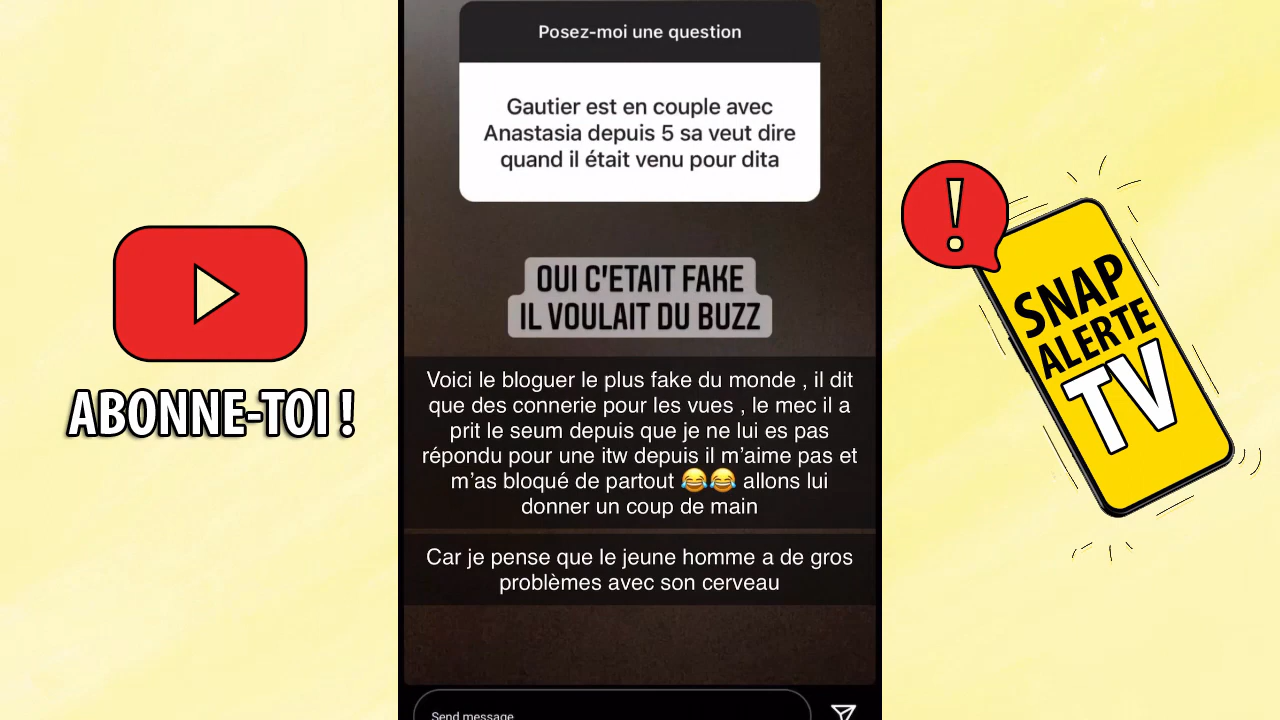 Posez-moi une question
Gautier est en couple avec
Anastasia depuis 5 sa veut dire
quand il était venu pour dita
OUI C'ETAIT FAKE
IL VOULAIT DU BUZZ
Voici le bloguer le plus fake du monde , il dit
que des connerie pour les vues , le mec il a
prit le seum depuis que je ne lui es pas
répondu pour une itw depuis il m’aime pas et
m’as bloqué de partout 😂😂 allons lui
donner un coup de main
Car je pense que le jeune homme a de gros
problèmes avec son cerveau
Send message
ABONNE-TOI !
!
SNAP
ALERTE
TV